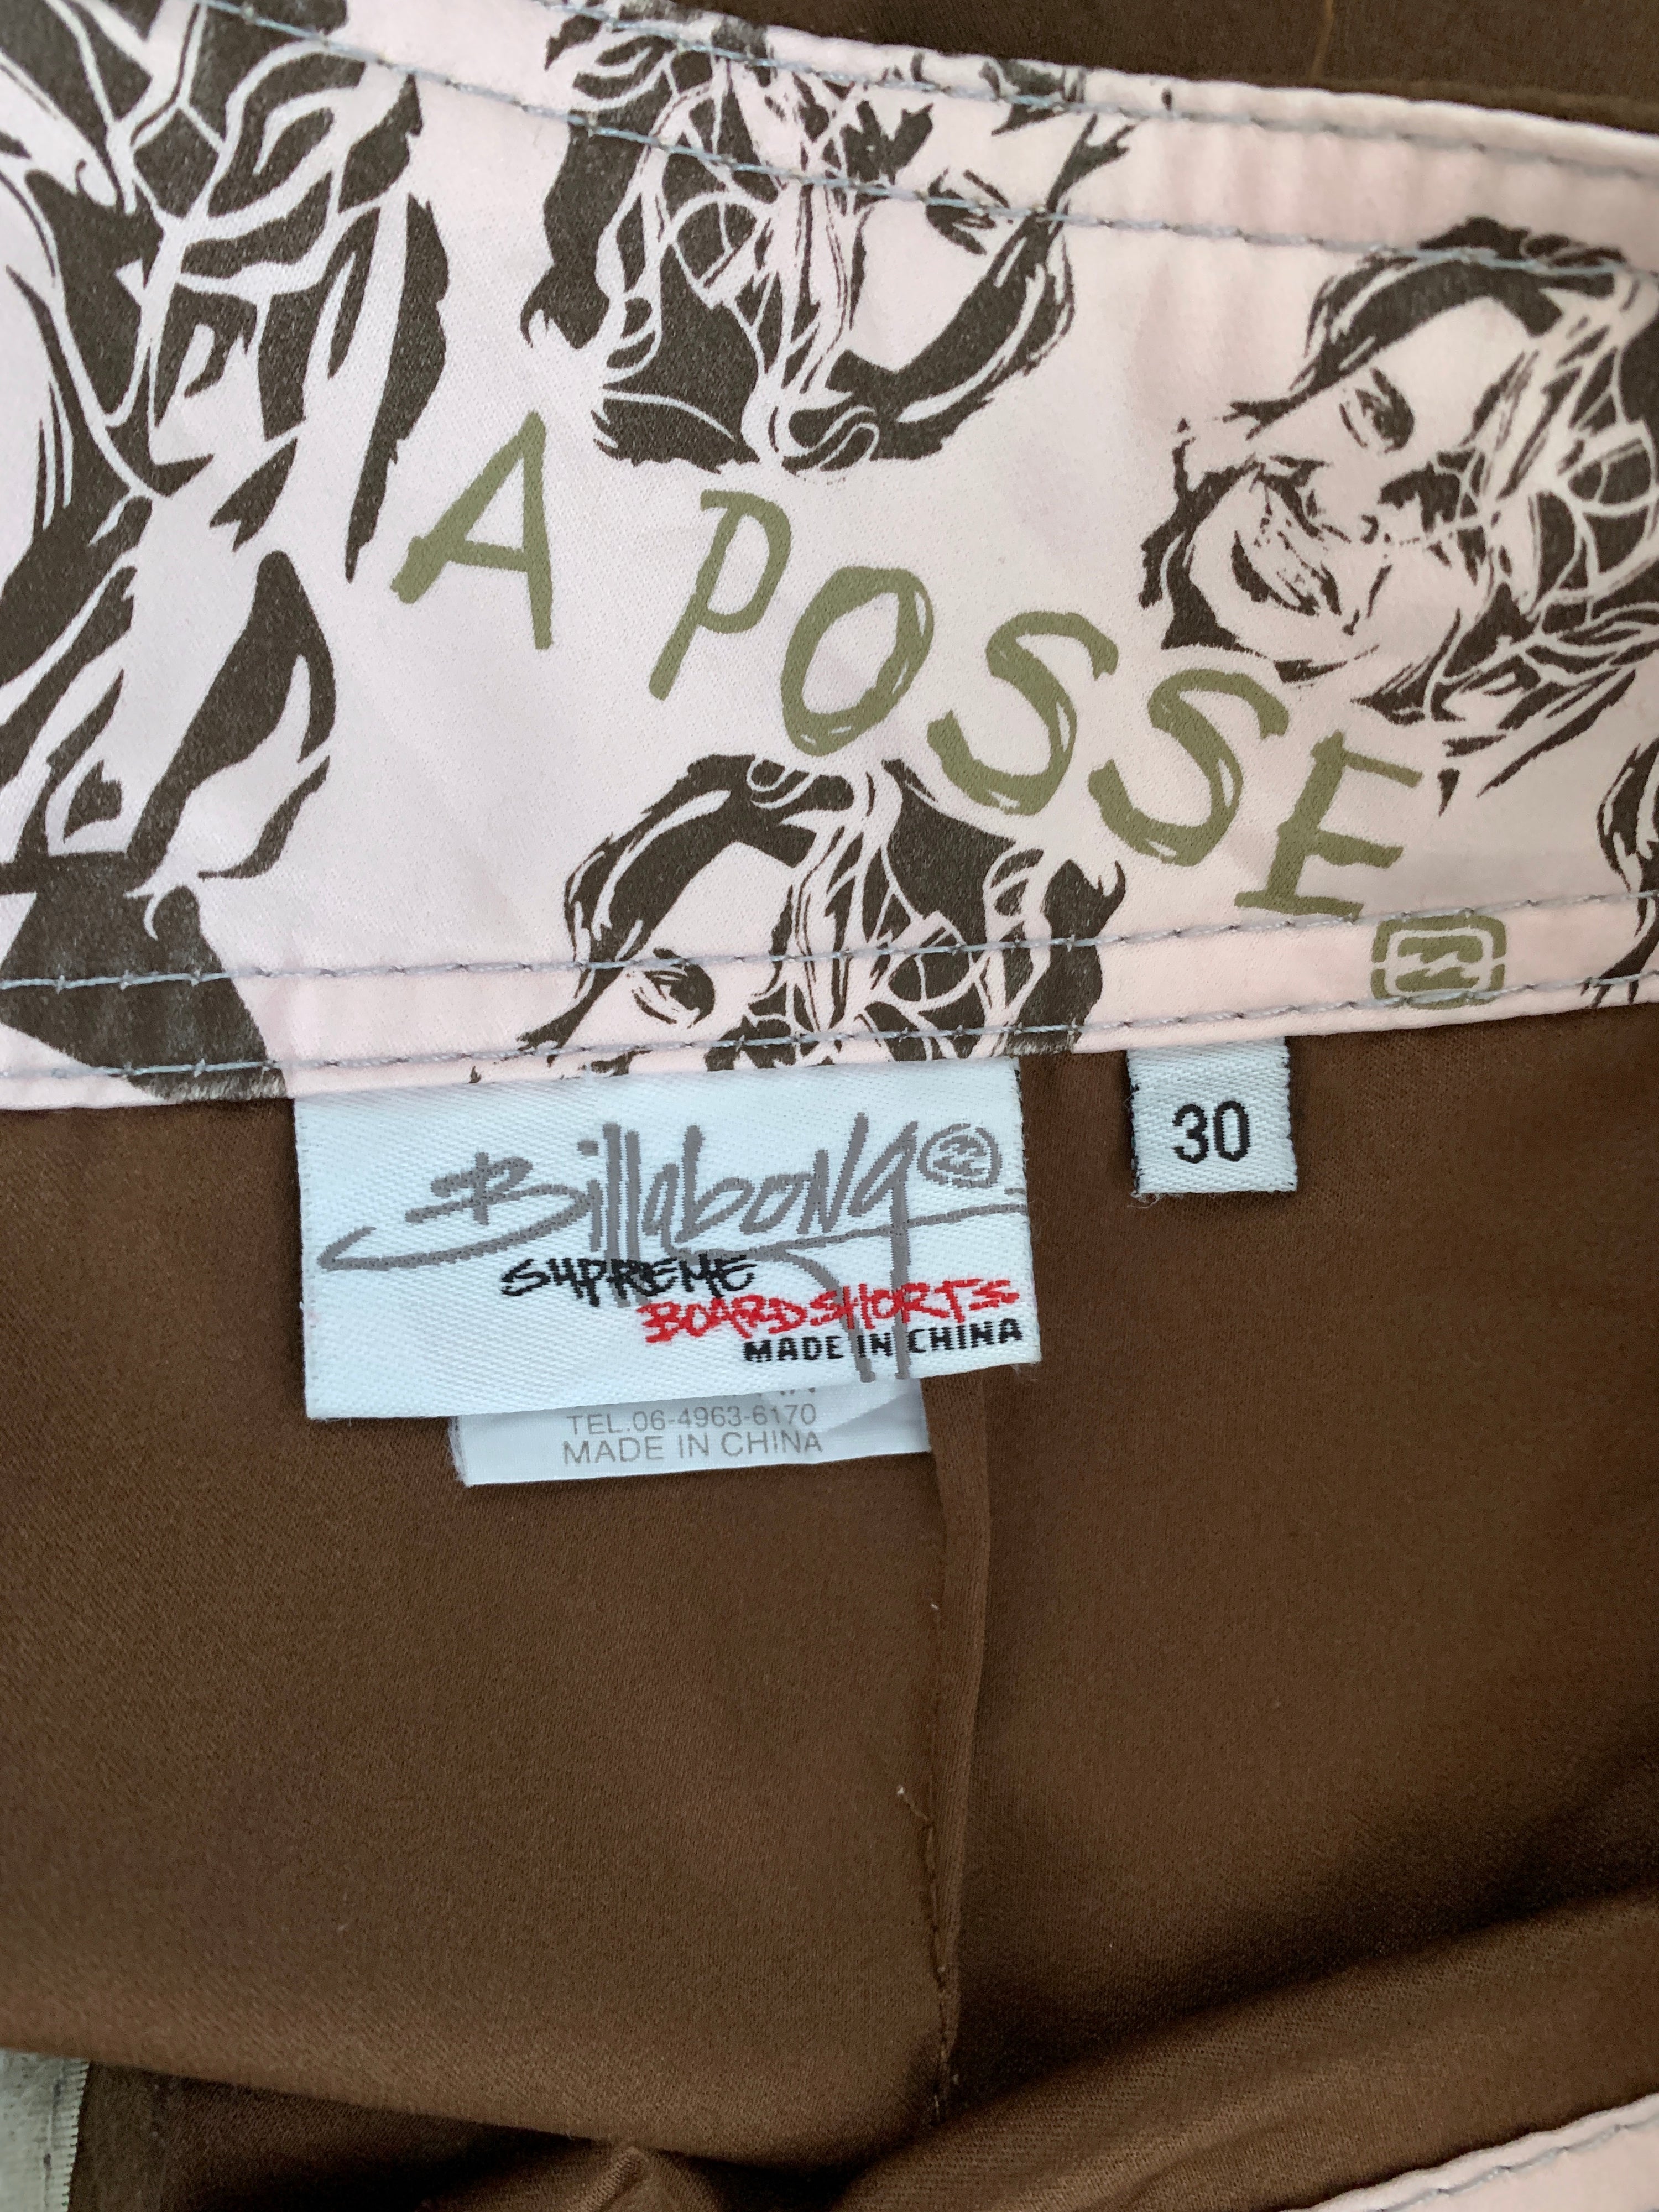 A POSSE
30
Billabong
SUPREME
BOARDSHORTS
MADE IN CHINA
TEL.06-4963-6170
MADE IN CHINA